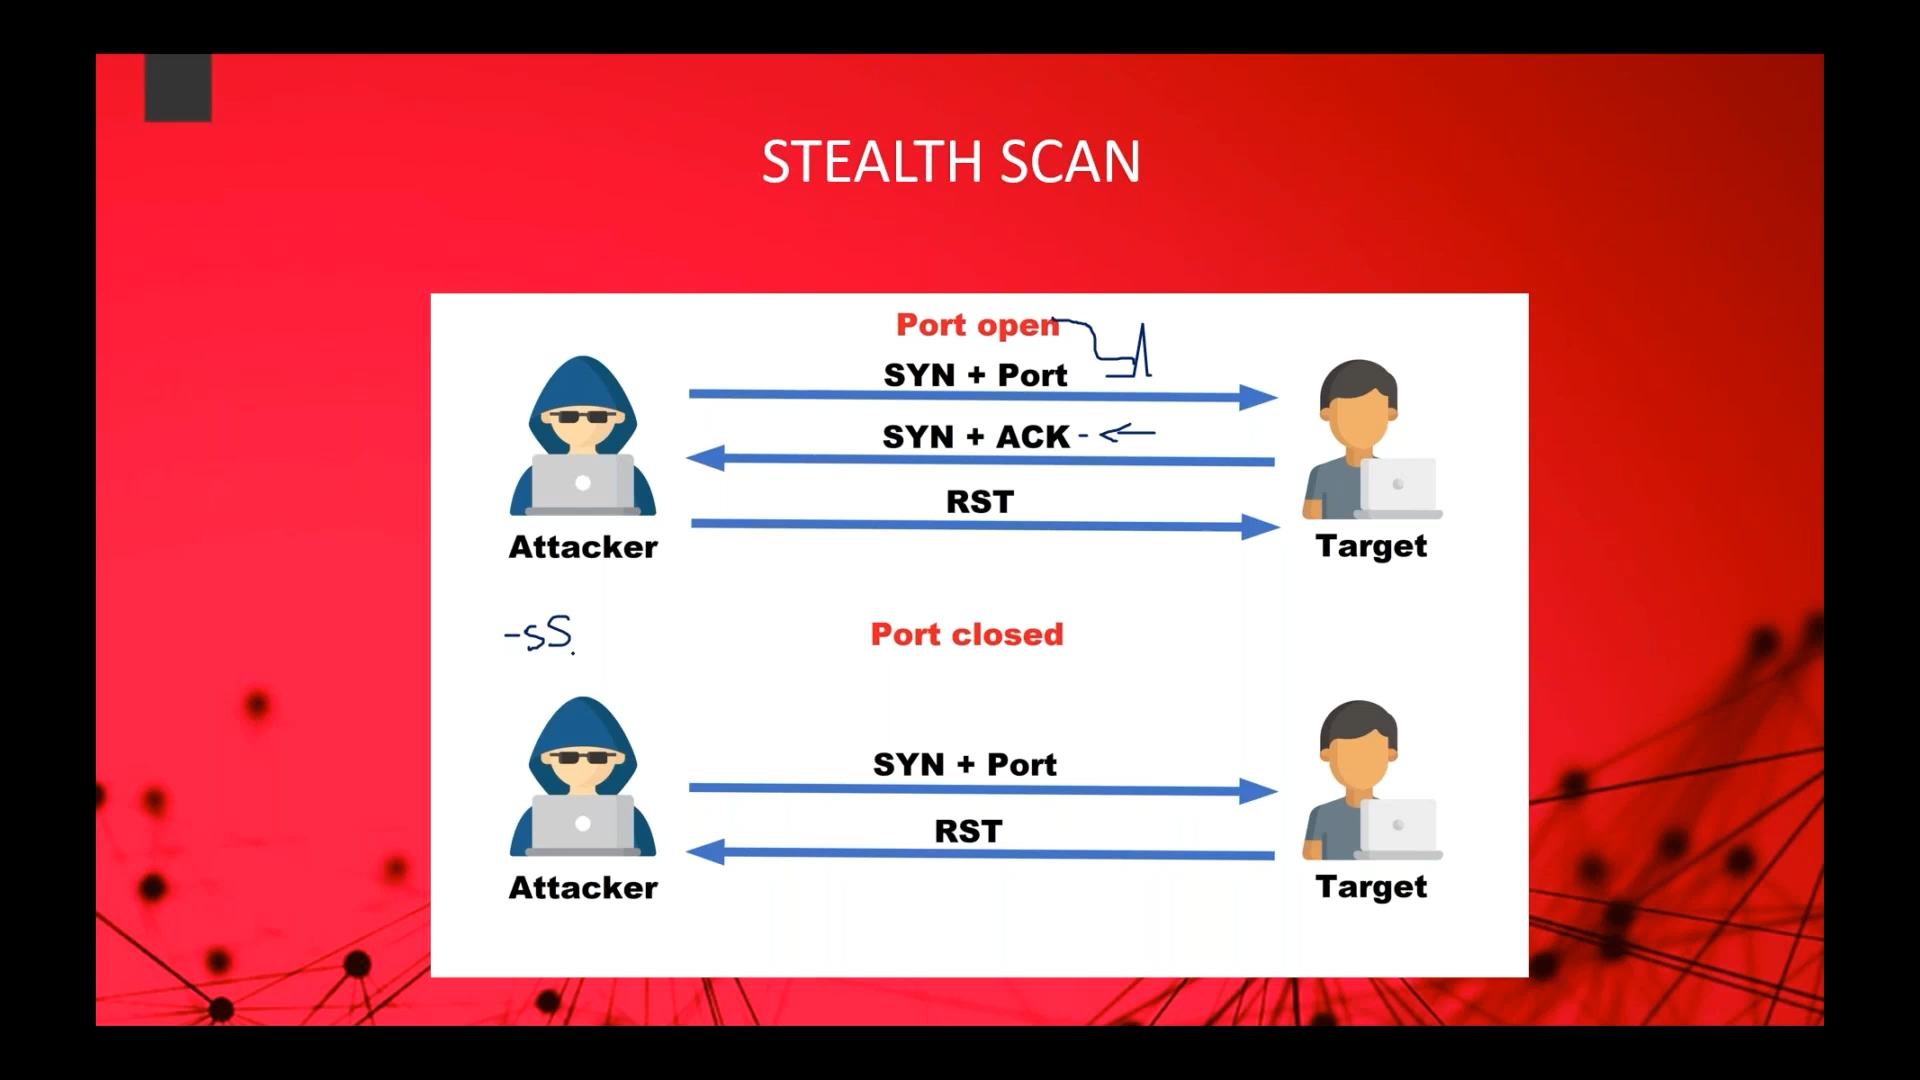 STEALTH SCAN
Port open
SYN + Port
SYN + ACK - ←
RST
Attacker
Target
-sS.
Port closed
SYN + Port
RST
Attacker
Target